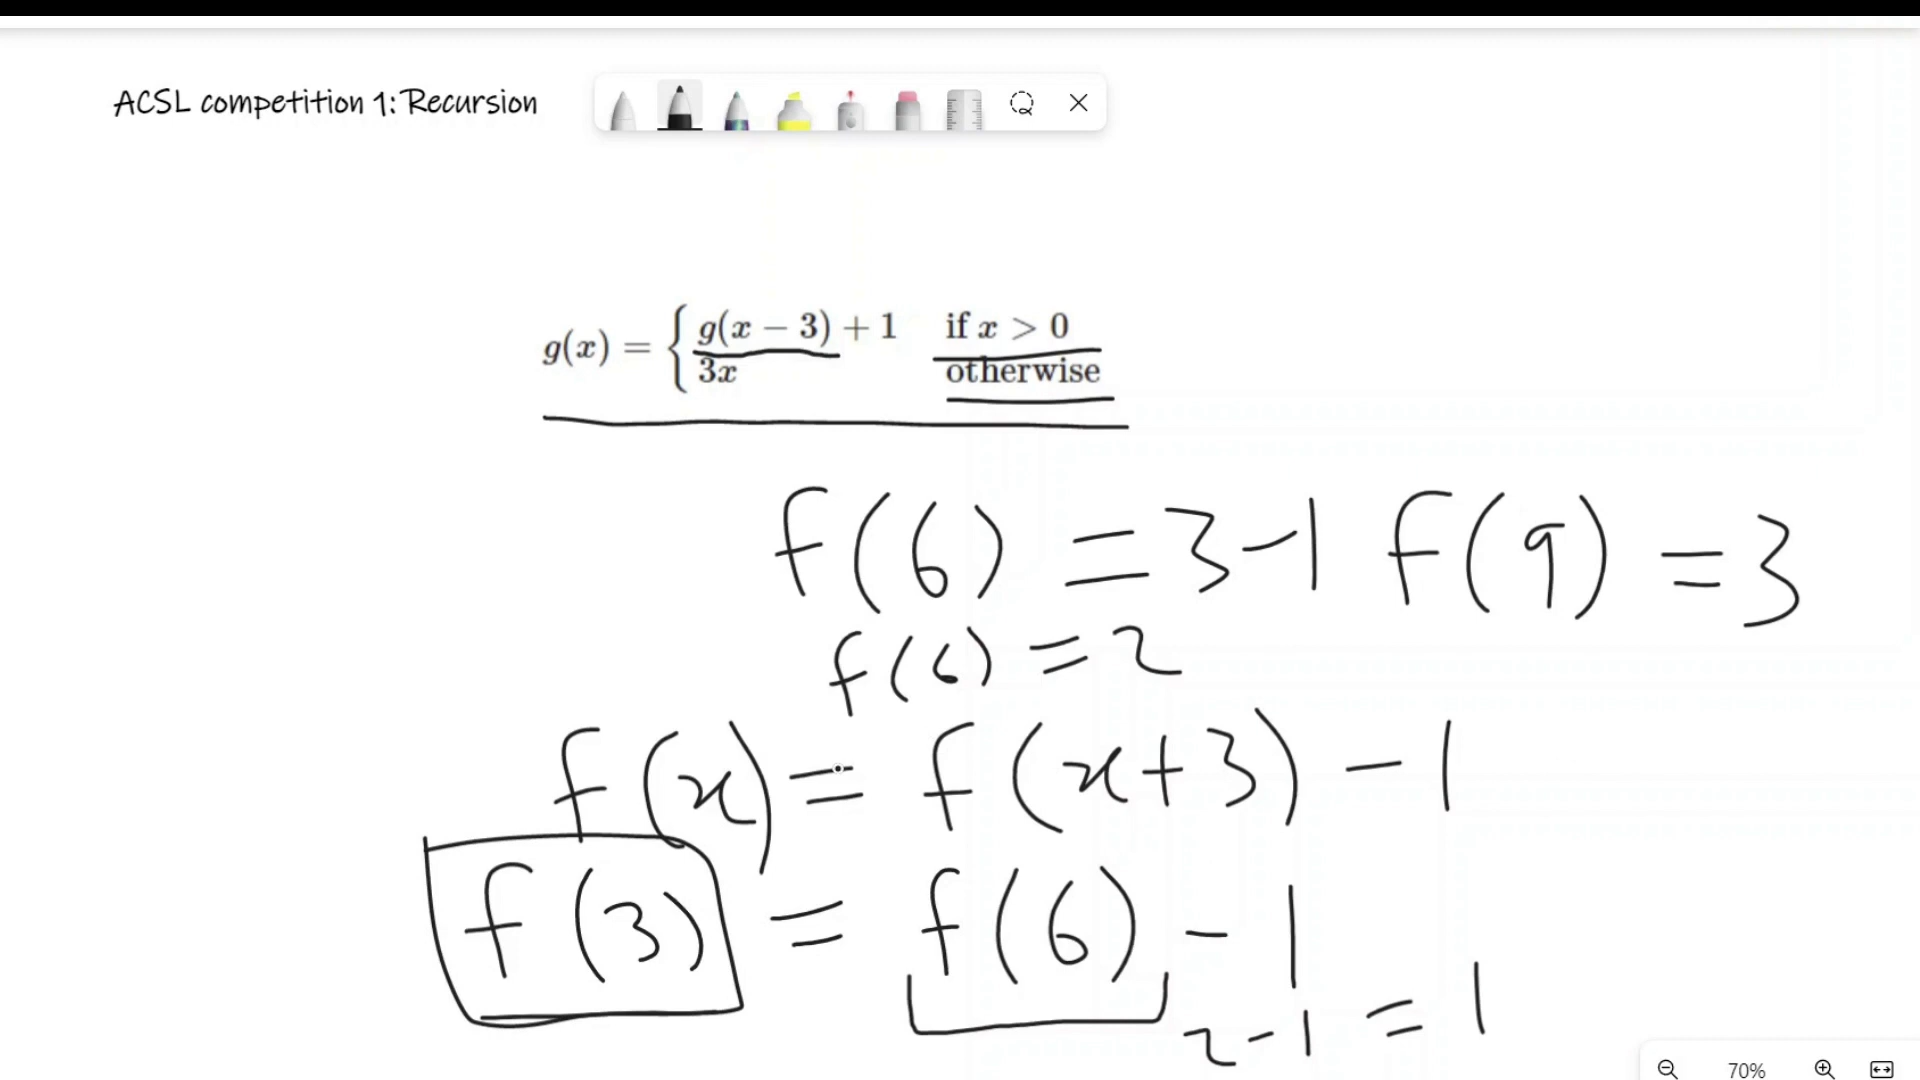 ACSL competition 1: Recursion
g(x) = { g(x − 3) + 1 if x > 0
3x otherwise
f(6) = 3-1 f(9) = 3
f(6) = 2
f(x) = f(x+3) - 1
f(3) = f(6) - 1
2-1 = 1
70%